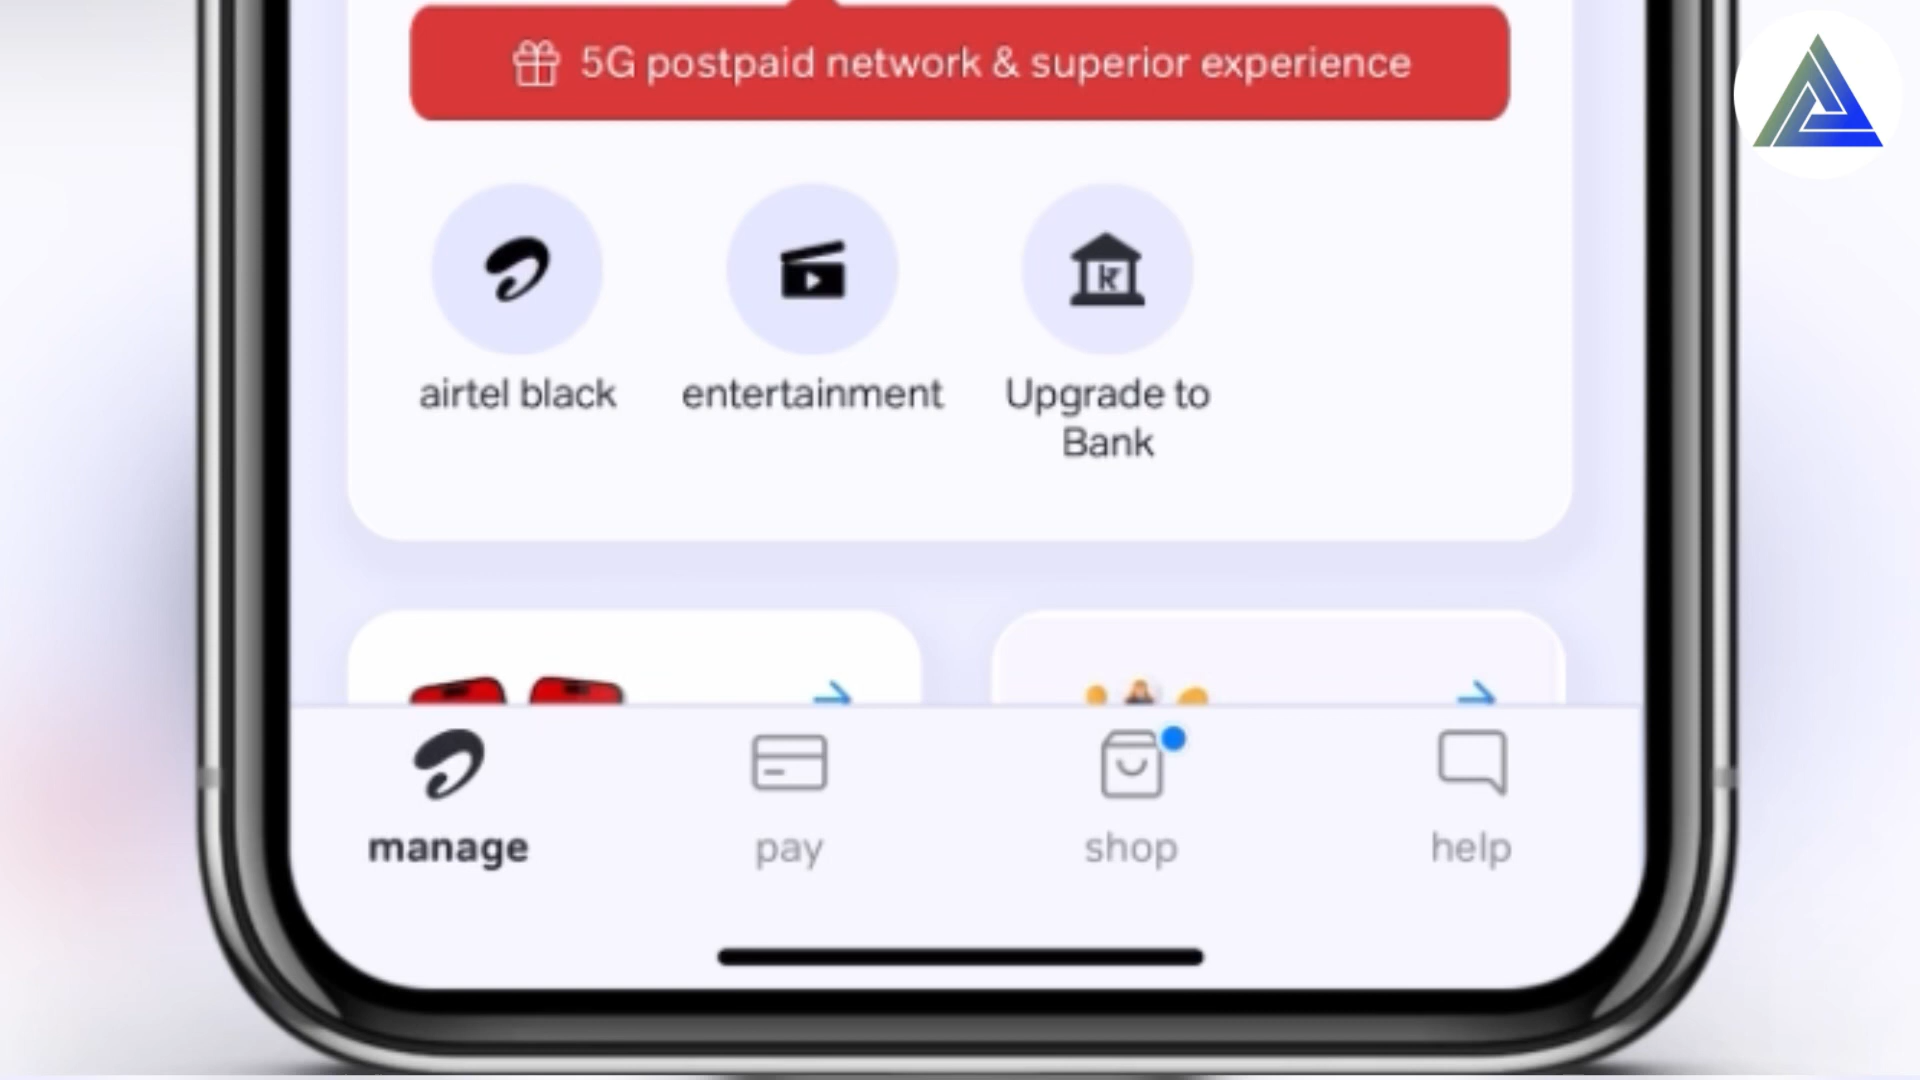 5G postpaid network & superior experience
airtel black
entertainment
Upgrade to
Bank
manage
pay
shop
help